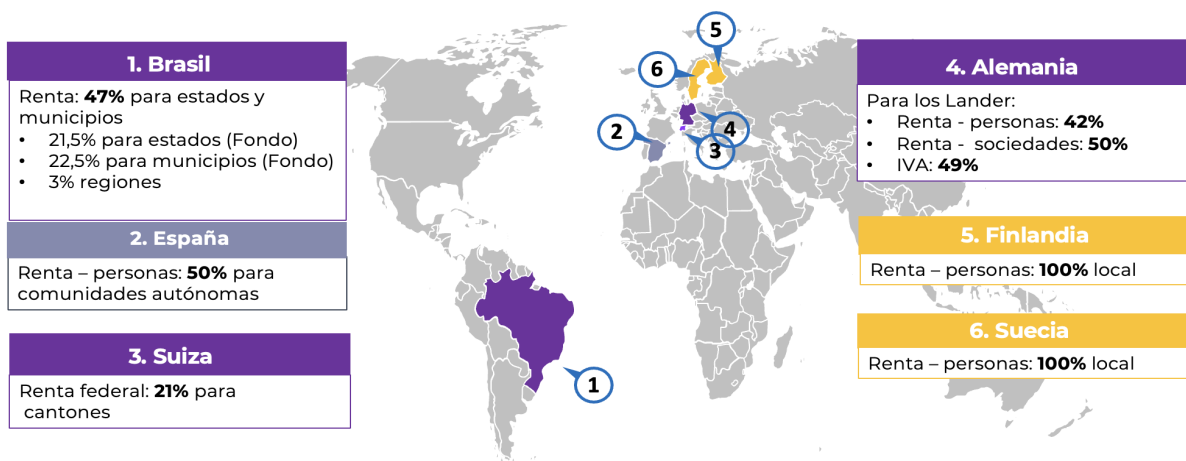 1. Brasil
Renta: 47% para estados y
municipios
• 21,5% para estados (Fondo)
• 22,5% para municipios (Fondo)
• 3% regiones
2. España
Renta – personas: 50% para
comunidades autónomas
3. Suiza
Renta federal: 21% para
cantones
5
6
2
4
3
1
4. Alemania
Para los Lander:
• Renta - personas: 42%
• Renta - sociedades: 50%
• IVA: 49%
5. Finlandia
Renta – personas: 100% local
6. Suecia
Renta – personas: 100% local